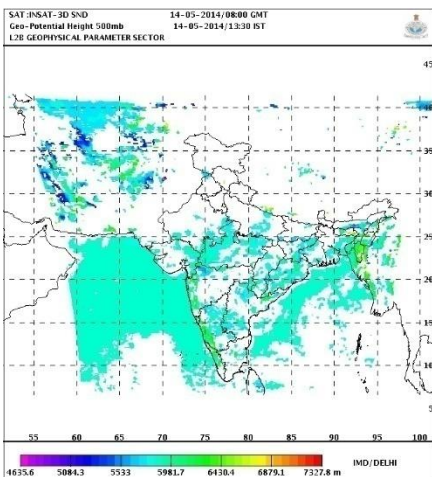 SAT :INSAT-3D SND 14-05-2014/08:00 GMT
Geo-Potential Height 500mb 14-05-2014/13:30 IST
L2B GEOPHYSICAL PARAMETER SECTOR
45
40
35
30
25
20
15
10
55 60 65 70 75 80 85 90 95 100
4635.6 5084.3 5533 5981.7 6430.4 6879.1 7327.8 m
IMD/DELHI